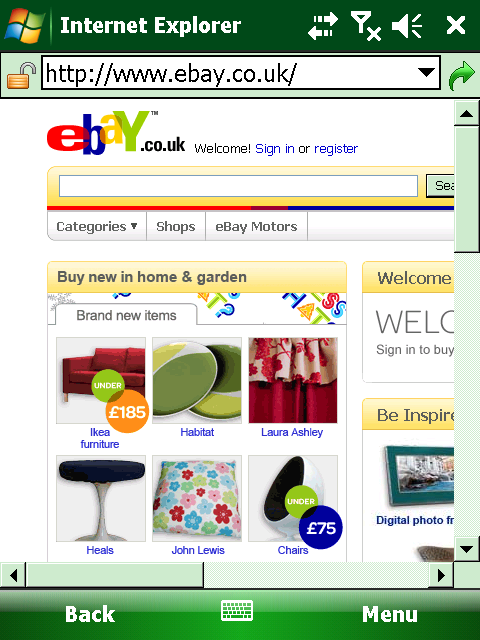 Internet Explorer
http://www.ebay.co.uk/
ebaY™.co.uk Welcome! Sign in or register
Sea
Categories ▾ Shops eBay Motors
Buy new in home & garden
Welcome
Brand new items
WELC
Sign in to buy
UNDER
£185
Ikea
furniture
Habitat
Laura Ashley
Be Inspire
UNDER
£75
Digital photo fr
Heals
John Lewis
Chairs
Back
Menu